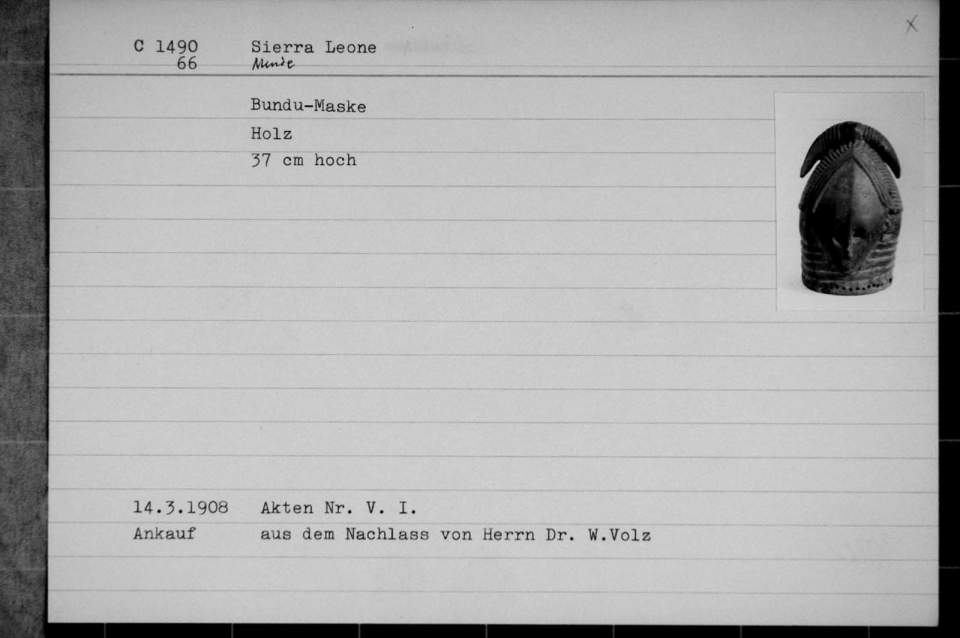 x
C 1490 Sierra Leone
66 Mende
Bundu-Maske
Holz
37 cm hoch
14.3.1908 Akten Nr. V. I.
Ankauf aus dem Nachlass von Herrn Dr. W.Volz